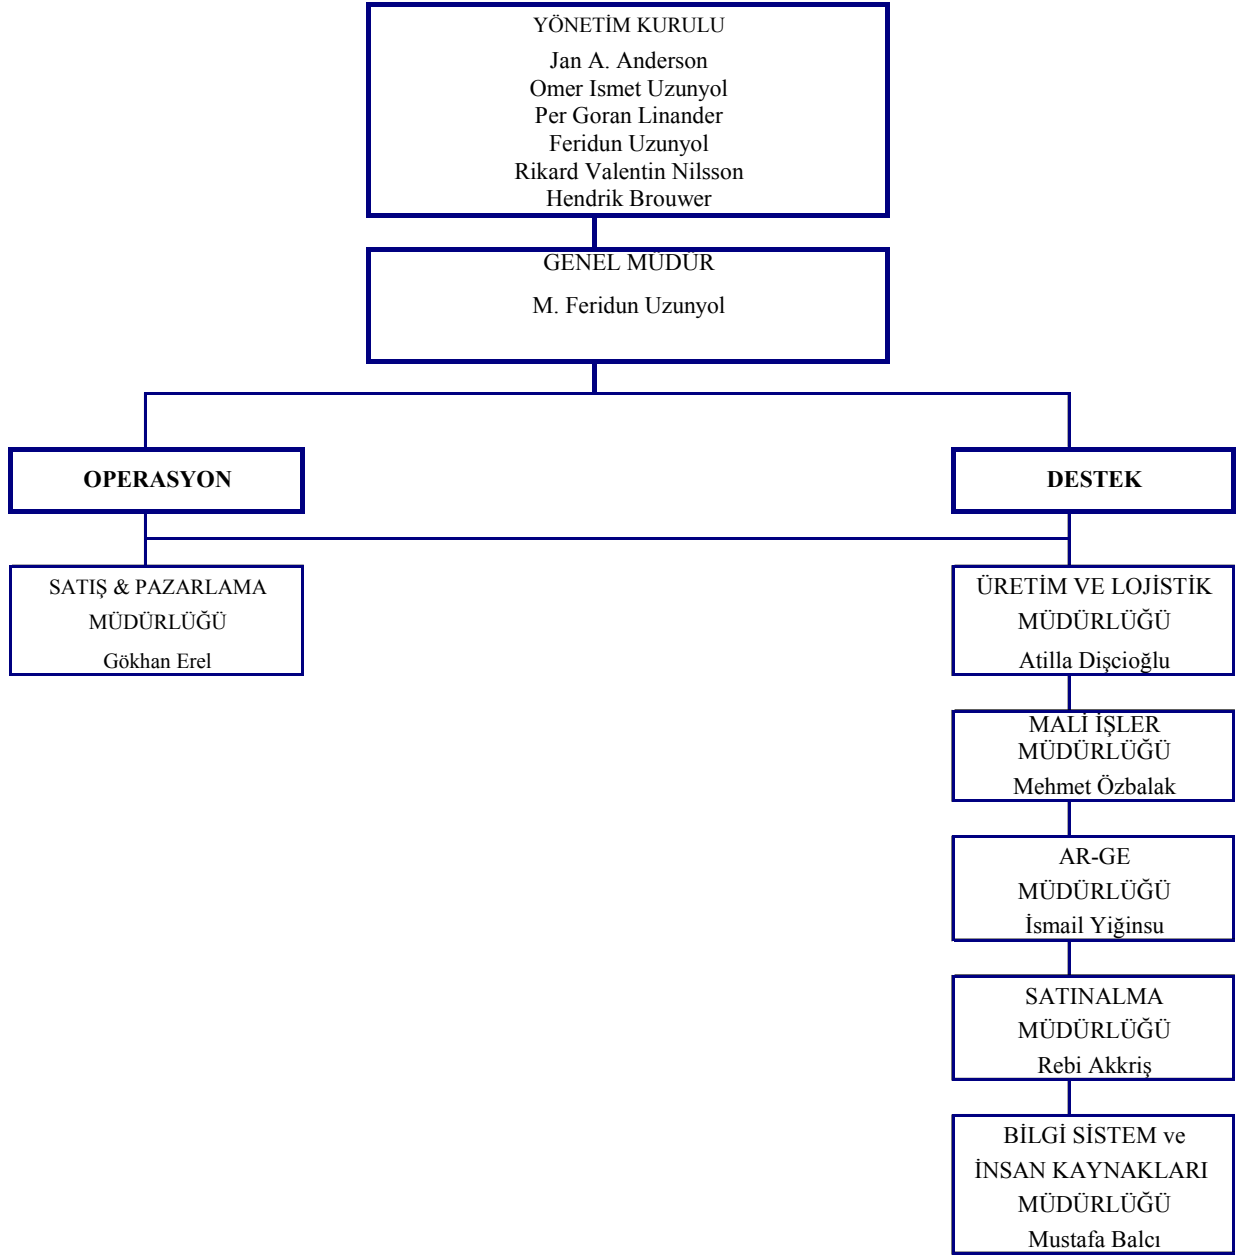 YÖNETİM KURULU
Jan A. Anderson
Omer Ismet Uzunyol
Per Goran Linander
Feridun Uzunyol
Rikard Valentin Nilsson
Hendrik Brouwer
GENEL MÜDÜR
M. Feridun Uzunyol
OPERASYON
DESTEK
SATIŞ & PAZARLAMA
MÜDÜRLÜĞÜ
Gökhan Erel
ÜRETİM VE LOJİSTİK
MÜDÜRLÜĞÜ
Atilla Dişcioğlu
MALİ İŞLER
MÜDÜRLÜĞÜ
Mehmet Özbalak
AR-GE
MÜDÜRLÜĞÜ
İsmail Yiğinsu
SATINALMA
MÜDÜRLÜĞÜ
Rebi Akkriş
BİLGİ SİSTEM ve
İNSAN KAYNAKLARI
MÜDÜRLÜĞÜ
Mustafa Balcı